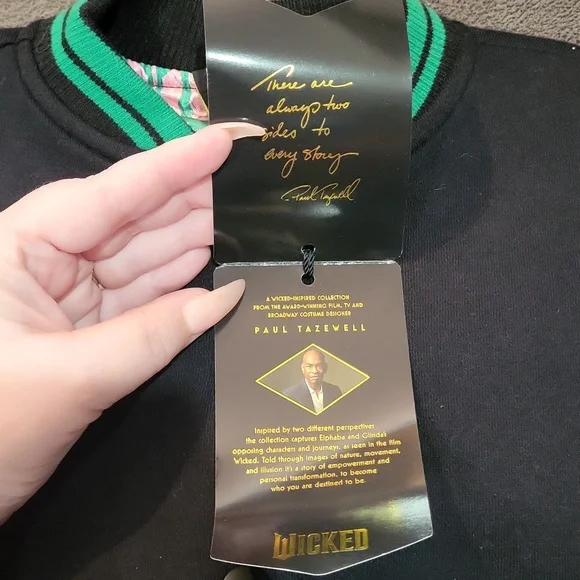 There are
always two
sides to
every story
Paul Tazewell
A WICKED-INSPIRED COLLECTION
FROM THE AWARD-WINNING FILM, TV AND
BROADWAY COSTUME DESIGNER
PAUL TAZEWELL
Inspired by two different perspectives
the collection captures Elphaba and Glinda's
opposing characters and journeys, as seen in the film
Wicked. Told through images of nature, movement,
and illusion it's a story of empowerment and
personal transformation, to become
who you are destined to be.
WICKED